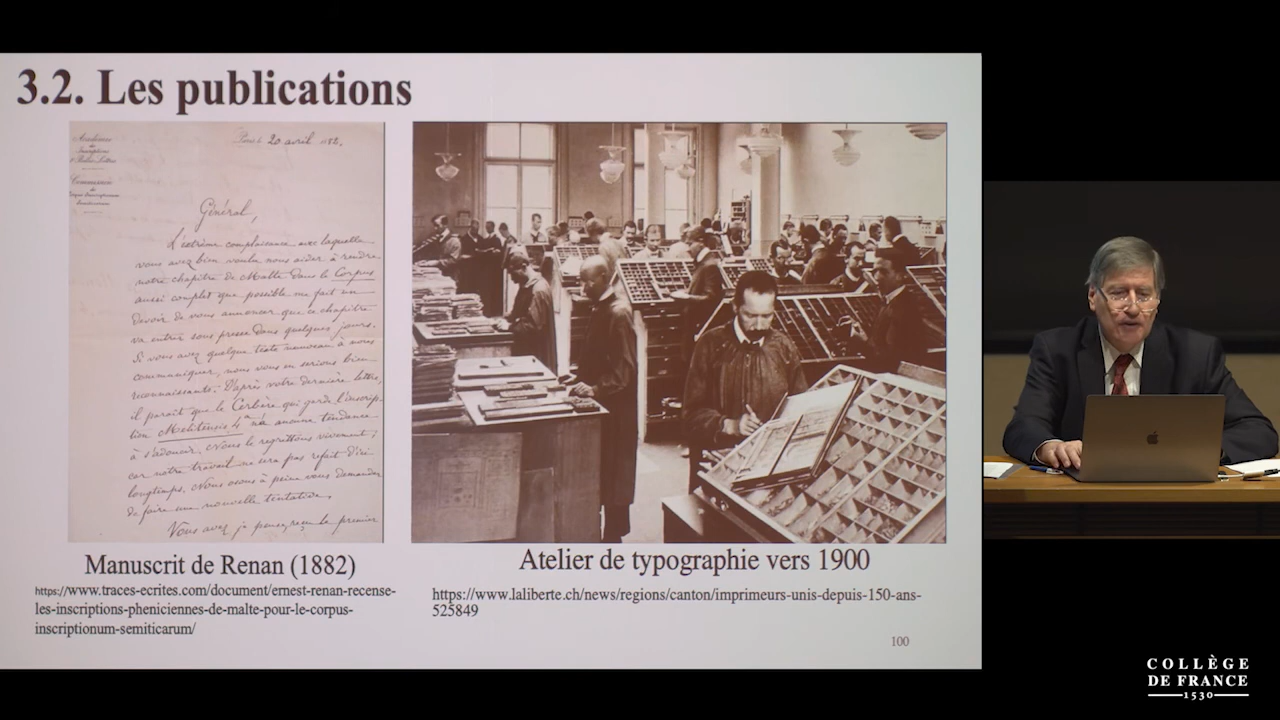 3.2. Les publications
Académie
des
Inscriptions
& Belles-Lettres
Paris le 20 avril 1882.
Général,
L'extrême complaisance avec laquelle
vous avez bien voulu nous aider à rendre
notre chapitre de Malte dans le Corpus
aussi complet que possible me fait un
devoir de vous annoncer que ce chapitre
va entrer sous presse dans quelques jours.
Si vous avez quelque texte nouveau à nous
communiquer, nous vous en serions bien
reconnaissants. D'après votre dernière lettre,
il paraît que le Cerbère qui garde l'inscrip-
tion Melitensis 4 aucune tendance
à s'adoucir. Nous le regrettons vivement;
car notre travail ne sera pas refait d'ici
longtemps. Nous osons à peine vous demander
de faire une nouvelle tentative.
Vous avez le premier
Manuscrit de Renan (1882)
https://www.traces-ecrites.com/document/ernest-renan-recense-
les-inscriptions-pheniciennes-de-malte-pour-le-corpus-
inscriptionum-semiticarum/
Atelier de typographie vers 1900
https://www.laliberte.ch/news/regions/canton/imprimeurs-unis-depuis-150-ans-
525849
100
COLLÈGE
DE FRANCE
1530